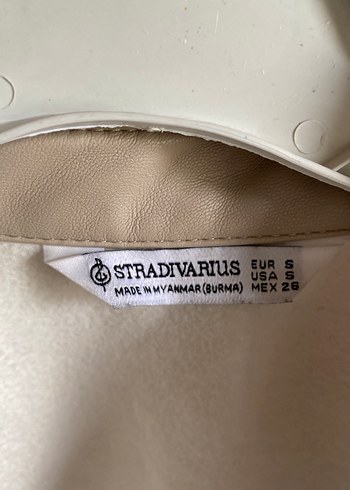 STRADIVARIUS
MADE IN MYANMAR (BURMA)
EUR S
USA S
MEX 26